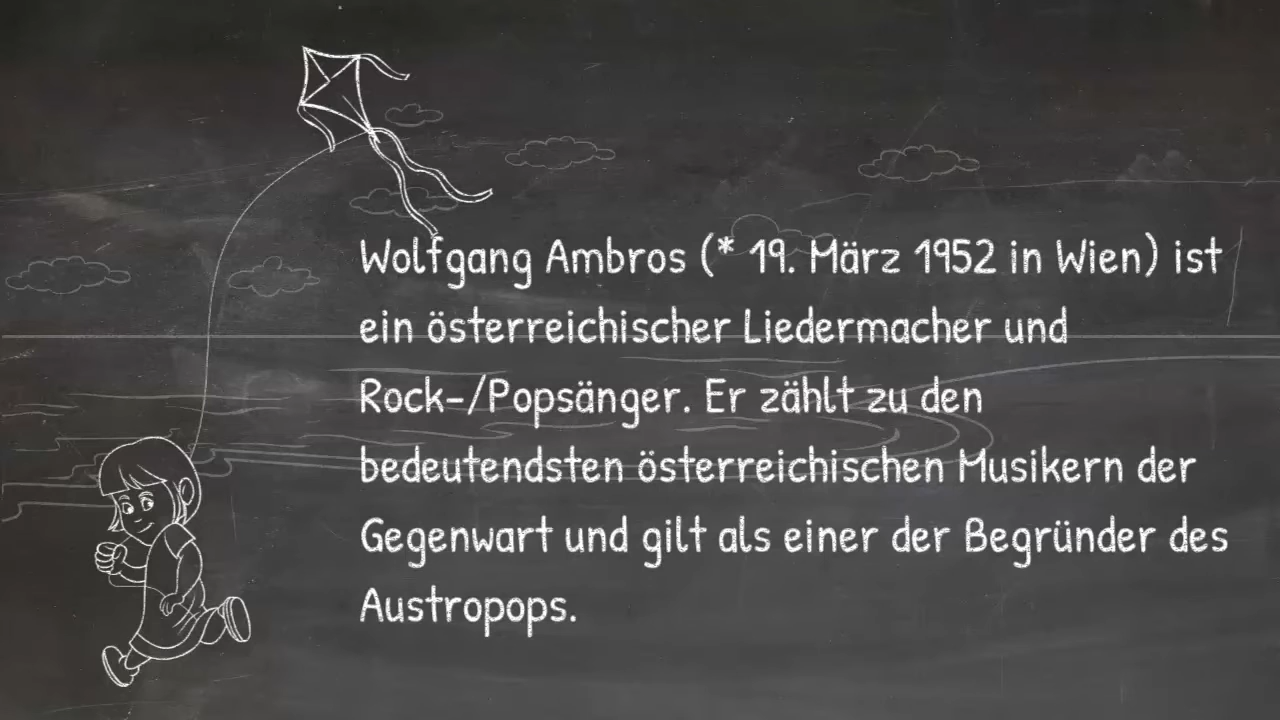 Wolfgang Ambros (* 19. März 1952 in Wien) ist
ein österreichischer Liedermacher und
Rock-/Popsänger. Er zählt zu den
bedeutendsten österreichischen Musikern der
Gegenwart und gilt als einer der Begründer des
Austropops.